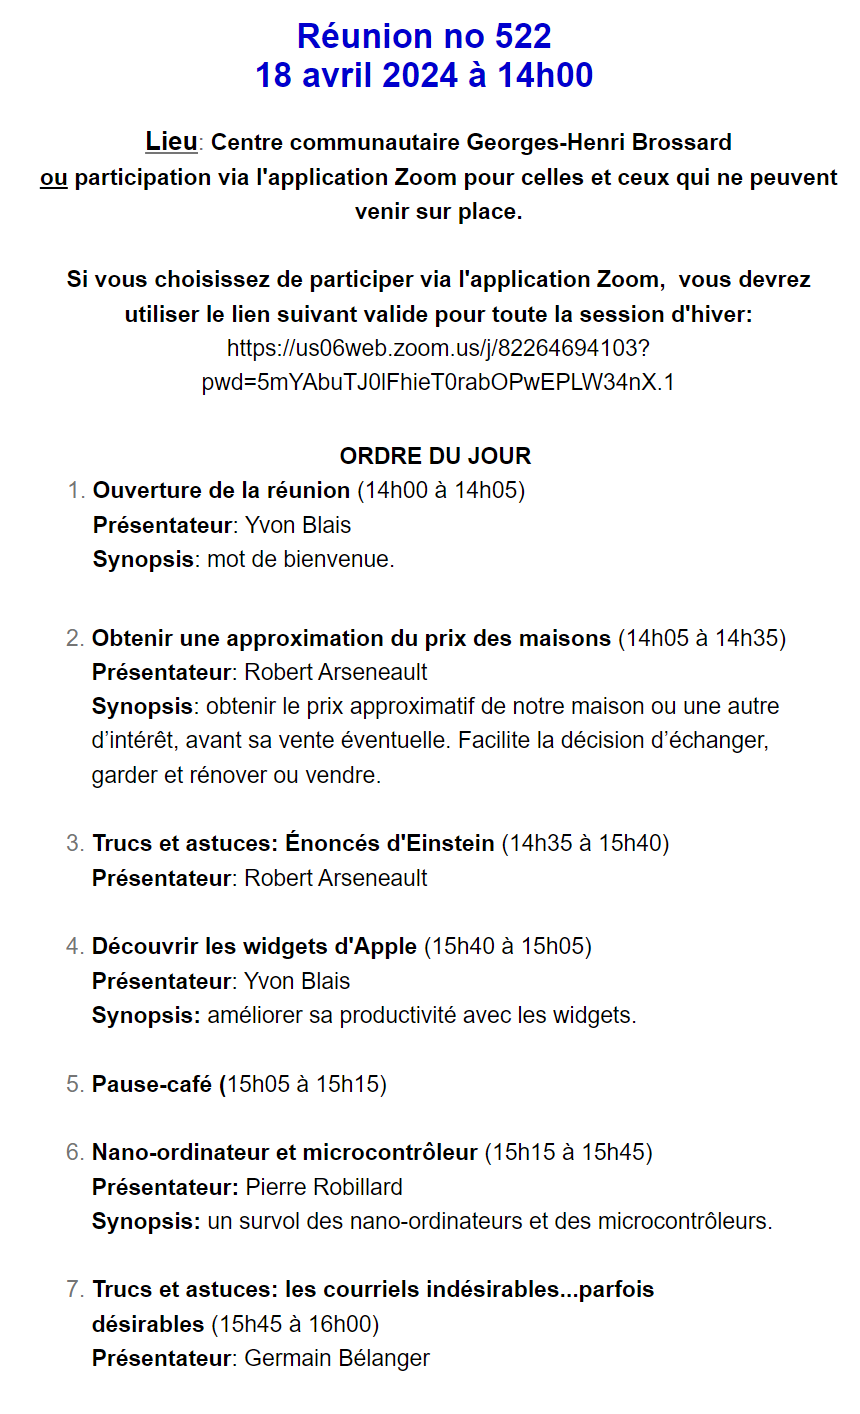 Réunion no 522
18 avril 2024 à 14h00
Lieu: Centre communautaire Georges-Henri Brossard
ou participation via l'application Zoom pour celles et ceux qui ne peuvent
venir sur place.
Si vous choisissez de participer via l'application Zoom,  vous devrez
utiliser le lien suivant valide pour toute la session d'hiver:
https://us06web.zoom.us/j/82264694103?
pwd=5mYAbuTJ0lFhieT0rabOPwEPLW34nX.1
ORDRE DU JOUR
1. Ouverture de la réunion (14h00 à 14h05)
Présentateur: Yvon Blais
Synopsis: mot de bienvenue.
2. Obtenir une approximation du prix des maisons (14h05 à 14h35)
Présentateur: Robert Arseneault
Synopsis: obtenir le prix approximatif de notre maison ou une autre
d’intérêt, avant sa vente éventuelle. Facilite la décision d’échanger,
garder et rénover ou vendre.
3. Trucs et astuces: Énoncés d'Einstein (14h35 à 15h40)
Présentateur: Robert Arseneault
4. Découvrir les widgets d'Apple (15h40 à 15h05)
Présentateur: Yvon Blais
Synopsis: améliorer sa productivité avec les widgets.
5. Pause-café (15h05 à 15h15)
6. Nano-ordinateur et microcontrôleur (15h15 à 15h45)
Présentateur: Pierre Robillard
Synopsis: un survol des nano-ordinateurs et des microcontrôleurs.
7. Trucs et astuces: les courriels indésirables...parfois
désirables (15h45 à 16h00)
Présentateur: Germain Bélanger